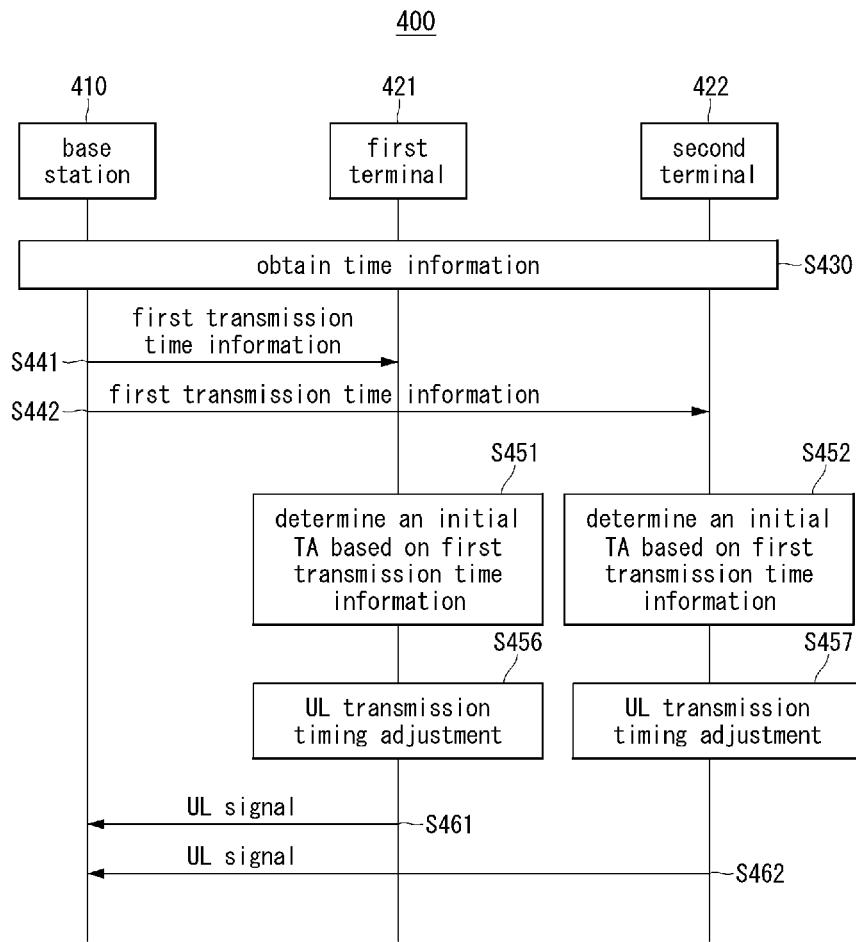 400
410
421
422
base
station
first
terminal
second
terminal
obtain time information
S430
first transmission
time information
S441
first transmission time information
S442
S451
S452
determine an initial
TA based on first
transmission time
information
determine an initial
TA based on first
transmission time
information
S456
S457
UL transmission
timing adjustment
UL transmission
timing adjustment
UL signal
S461
UL signal
S462